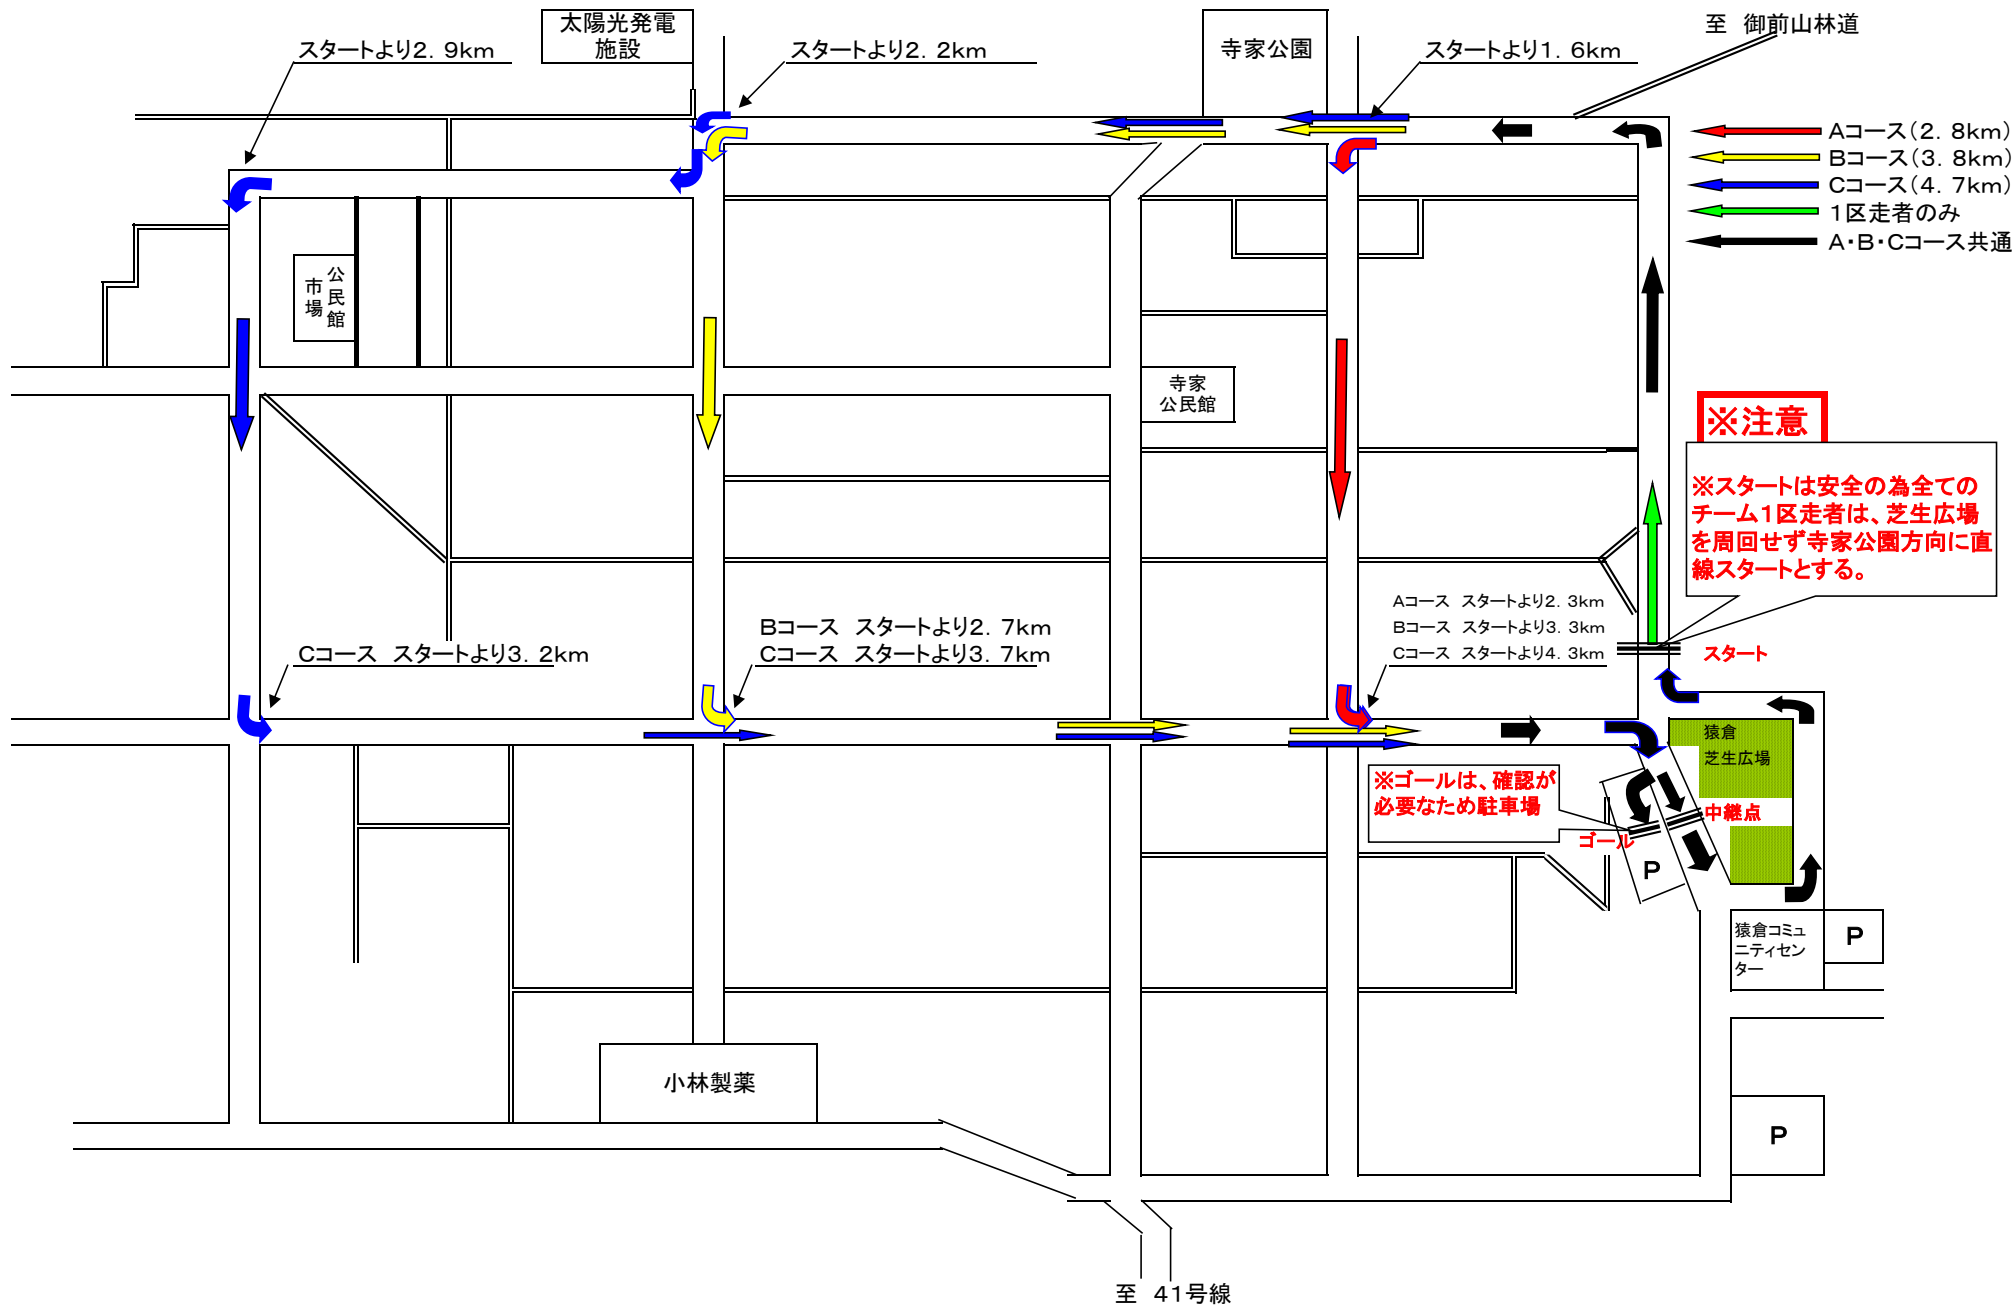 太陽光発電
施設
寺家公園
至　御前山林道
スタートより2．9km
スタートより2．2km
スタートより1．6km
Aコース（2．8km）
Bコース（3．8km）
Cコース（4．7km）
1区走者のみ
A・B・Cコース共通
公民館
市場
寺家
公民館
※注意
※スタートは安全の為全ての
チーム1区走者は、芝生広場
を周回せず寺家公園方向に直
線スタートとする。
Aコース　スタートより2．3km
Bコース　スタートより3．3km
Cコース　スタートより4．3km
Bコース　スタートより2．7km
Cコース　スタートより3．7km
Cコース　スタートより3．2km
スタート
猿倉
芝生広場
※ゴールは、確認が
必要なため駐車場
中継点
ゴール
P
猿倉コミュ
ニティセン
ター
P
小林製薬
P
至　41号線